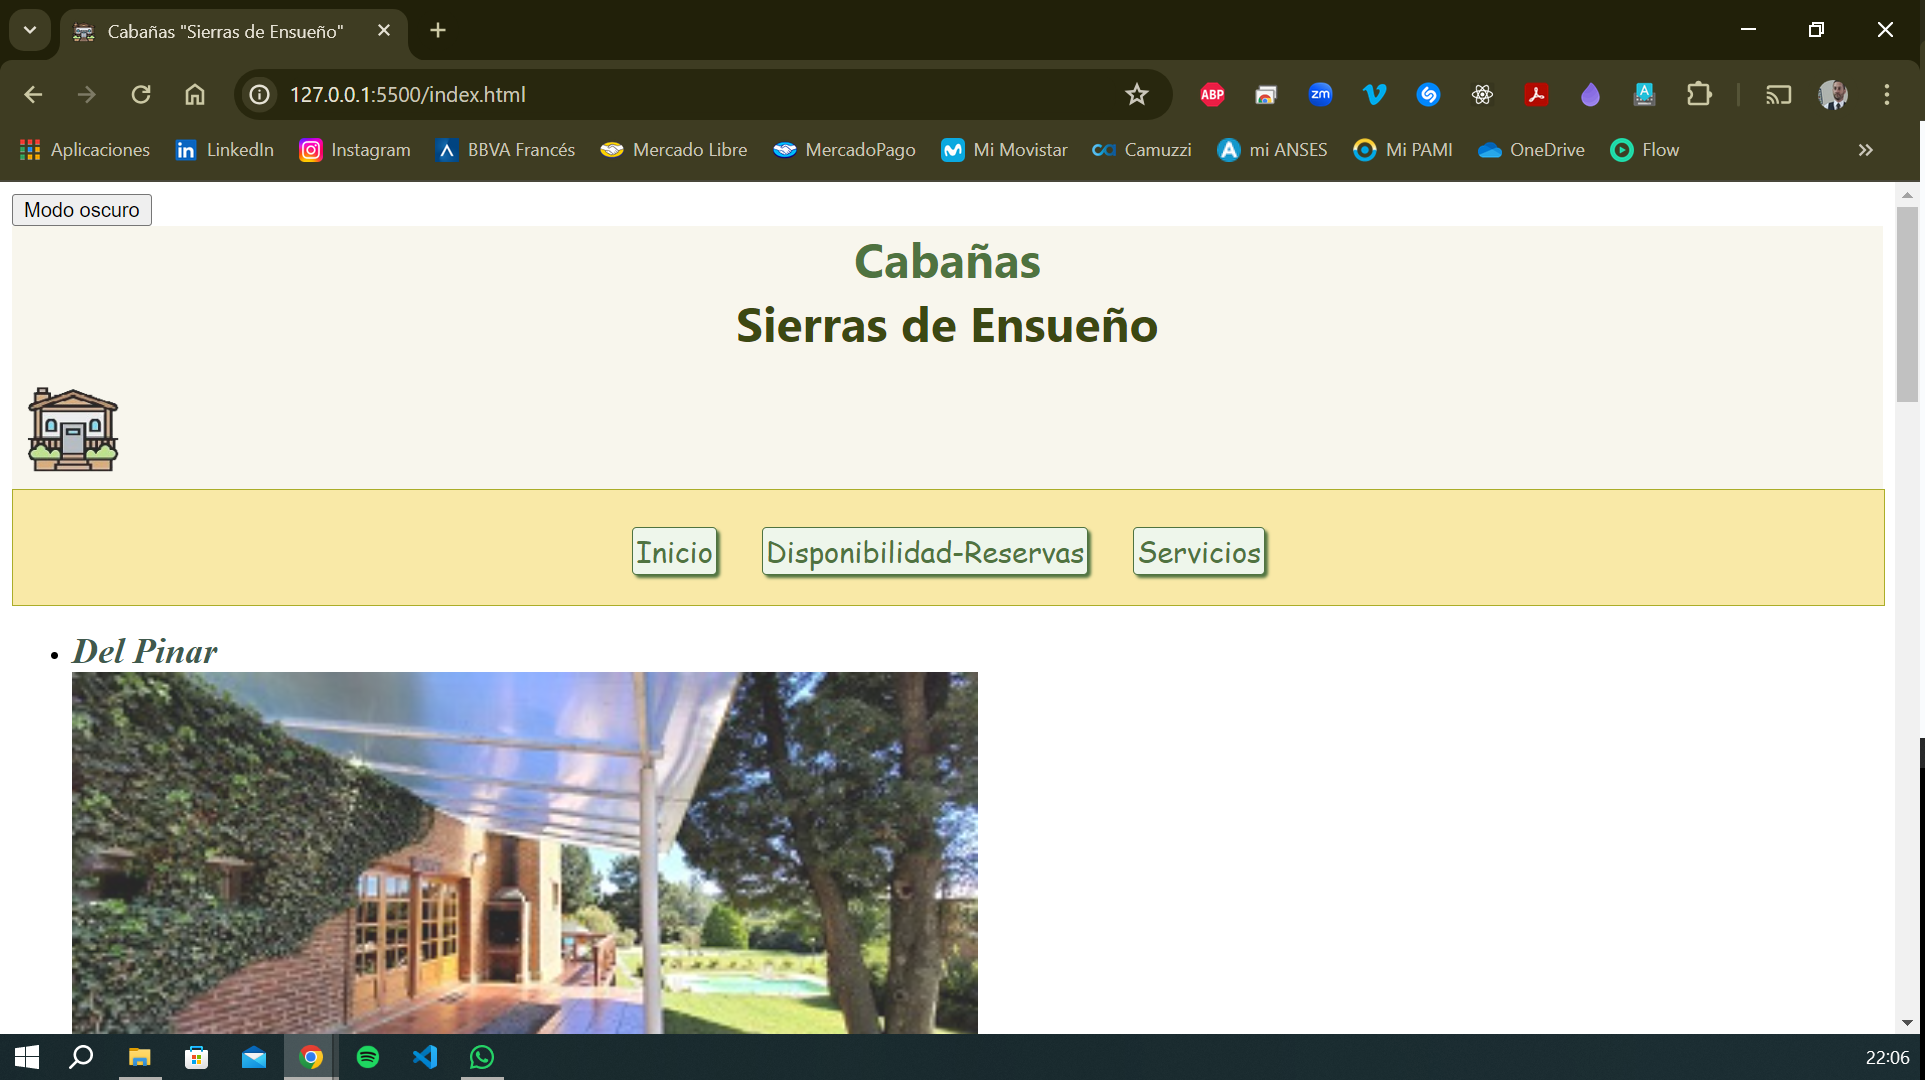 Cabañas "Sierras de Ensueño"
127.0.0.1:5500/index.html
ABP
zm
A
Aplicaciones
in LinkedIn
Instagram
BBVA Francés
Mercado Libre
MercadoPago
Mi Movistar
Camuzzi
mi ANSES
Mi PAMI
OneDrive
Flow
Modo oscuro
Cabañas
Sierras de Ensueño
Inicio Disponibilidad-Reservas Servicios
• Del Pinar
22:06